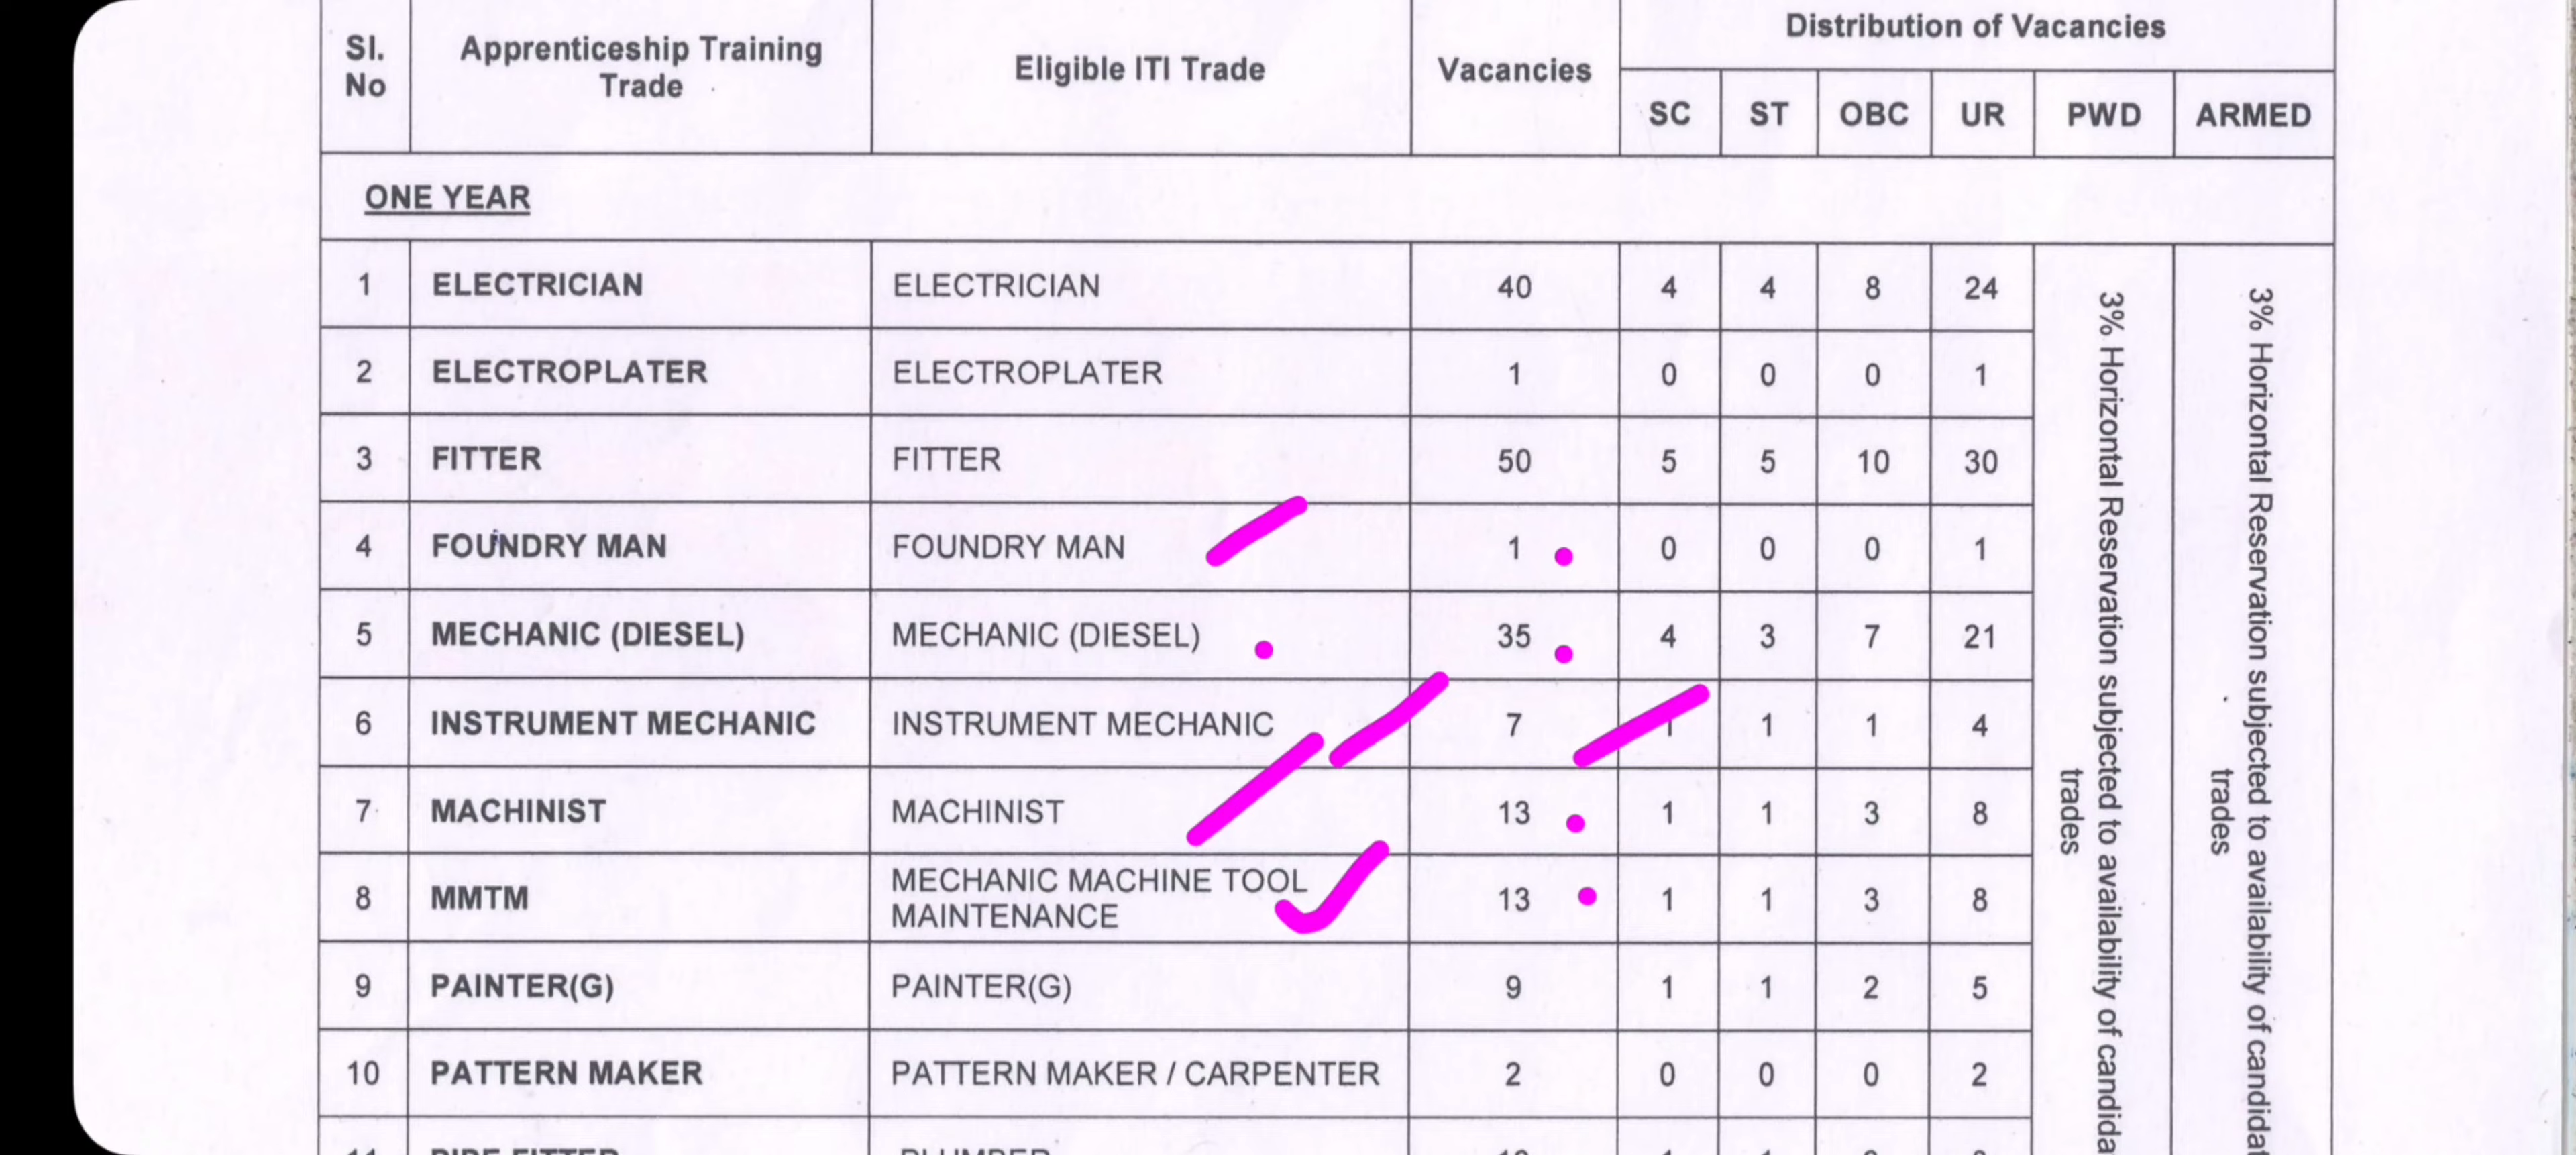 Sl. No | Apprenticeship Training Trade | Eligible ITI Trade | Vacancies | Distribution of Vacancies
SC | ST | OBC | UR | PWD | ARMED
ONE YEAR
1 | ELECTRICIAN | ELECTRICIAN | 40 | 4 | 4 | 8 | 24
2 | ELECTROPLATER | ELECTROPLATER | 1 | 0 | 0 | 0 | 1
3 | FITTER | FITTER | 50 | 5 | 5 | 10 | 30
4 | FOUNDRY MAN | FOUNDRY MAN | 1 | 0 | 0 | 0 | 1
5 | MECHANIC (DIESEL) | MECHANIC (DIESEL) | 35 | 4 | 3 | 7 | 21
6 | INSTRUMENT MECHANIC | INSTRUMENT MECHANIC | 7 | 1 | 1 | 1 | 4
7 | MACHINIST | MACHINIST | 13 | 1 | 1 | 3 | 8
8 | MMTM | MECHANIC MACHINE TOOL MAINTENANCE | 13 | 1 | 1 | 3 | 8
9 | PAINTER(G) | PAINTER(G) | 9 | 1 | 1 | 2 | 5
10 | PATTERN MAKER | PATTERN MAKER / CARPENTER | 2 | 0 | 0 | 0 | 2
11 | PIPE FITTER | PLUMBER
3% Horizontal Reservation subjected to availability of
trades
3% Horizontal Reservation subjected to availability of
trades